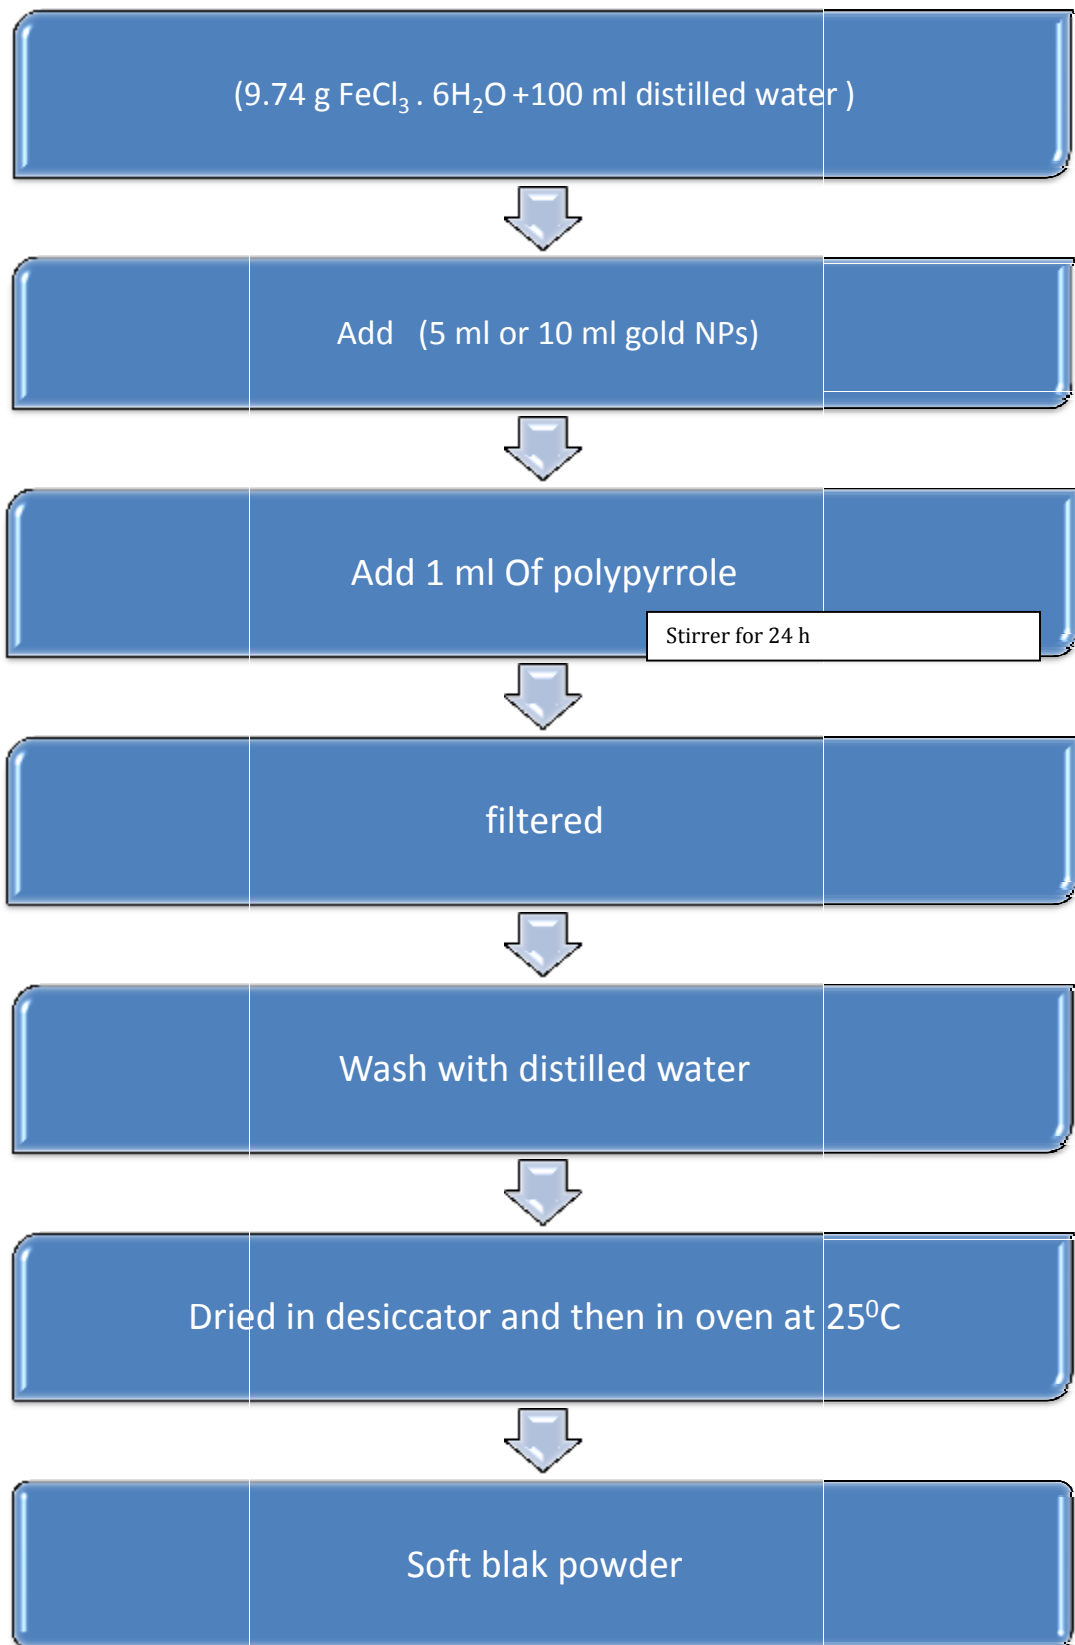 (9.74 g FeCl₃ . 6H₂O +100 ml distilled water )
Add (5 ml or 10 ml gold NPs)
Add 1 ml Of polypyrrole
Stirrer for 24 h
filtered
Wash with distilled water
Dried in desiccator and then in oven at 25⁰C
Soft blak powder